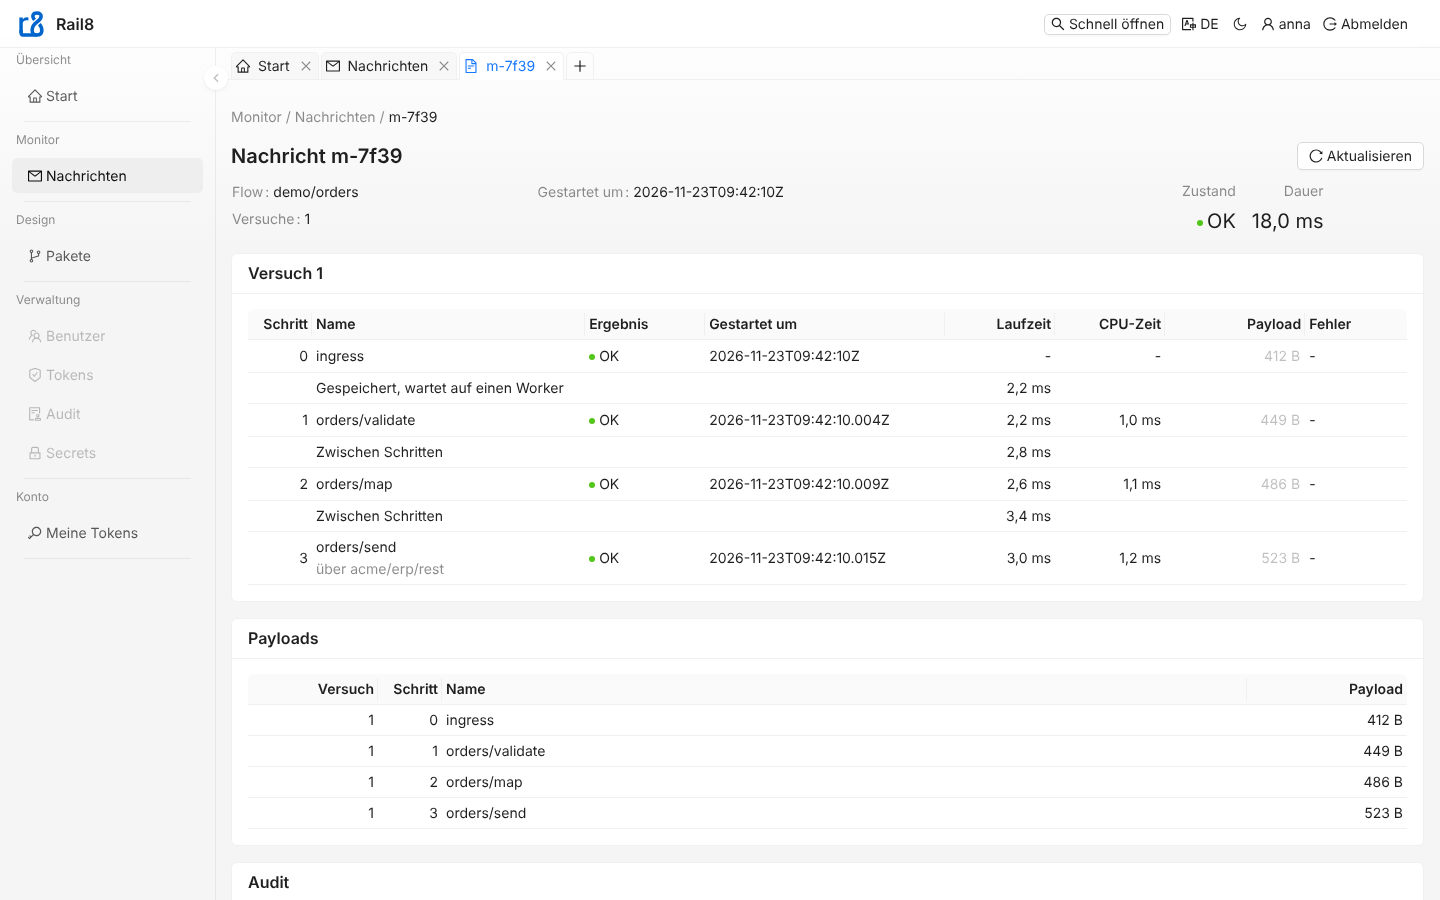 Rail8
Schnell öffnen
DE
anna
Abmelden
Übersicht
Start
Monitor
Nachrichten
Design
Pakete
Verwaltung
Benutzer
Tokens
Audit
Secrets
Konto
Meine Tokens
Start
Nachrichten
m-7f39
Monitor / Nachrichten / m-7f39
Nachricht m-7f39
Aktualisieren
Flow : demo/orders
Gestartet um : 2026-11-23T09:42:10Z
Versuche : 1
Zustand Dauer
OK 18,0 ms
Versuch 1
Schritt Name Ergebnis Gestartet um Laufzeit CPU-Zeit Payload Fehler
0 ingress OK 2026-11-23T09:42:10Z - - 412 B -
Gespeichert, wartet auf einen Worker 2,2 ms
1 orders/validate OK 2026-11-23T09:42:10.004Z 2,2 ms 1,0 ms 449 B -
Zwischen Schritten 2,8 ms
2 orders/map OK 2026-11-23T09:42:10.009Z 2,6 ms 1,1 ms 486 B -
Zwischen Schritten 3,4 ms
3 orders/send OK 2026-11-23T09:42:10.015Z 3,0 ms 1,2 ms 523 B -
über acme/erp/rest
Payloads
Versuch Schritt Name Payload
1 0 ingress 412 B
1 1 orders/validate 449 B
1 2 orders/map 486 B
1 3 orders/send 523 B
Audit